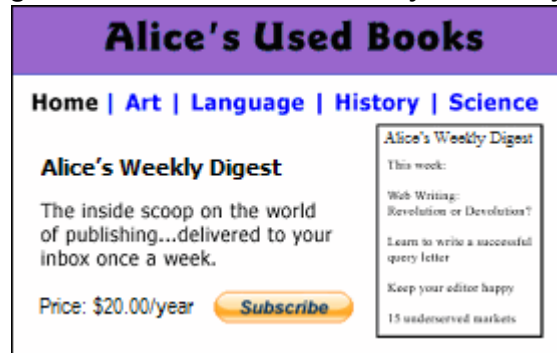 Alice's Used Books
Home | Art | Language | History | Science
Alice's Weekly Digest
The inside scoop on the world
of publishing...delivered to your
inbox once a week.
Price: $20.00/year
Subscribe
Alice's Weekly Digest
This week:
Web Writing:
Revolution or Devolution?
Learn to write a successful
query letter
Keep your editor happy
15 underserved markets